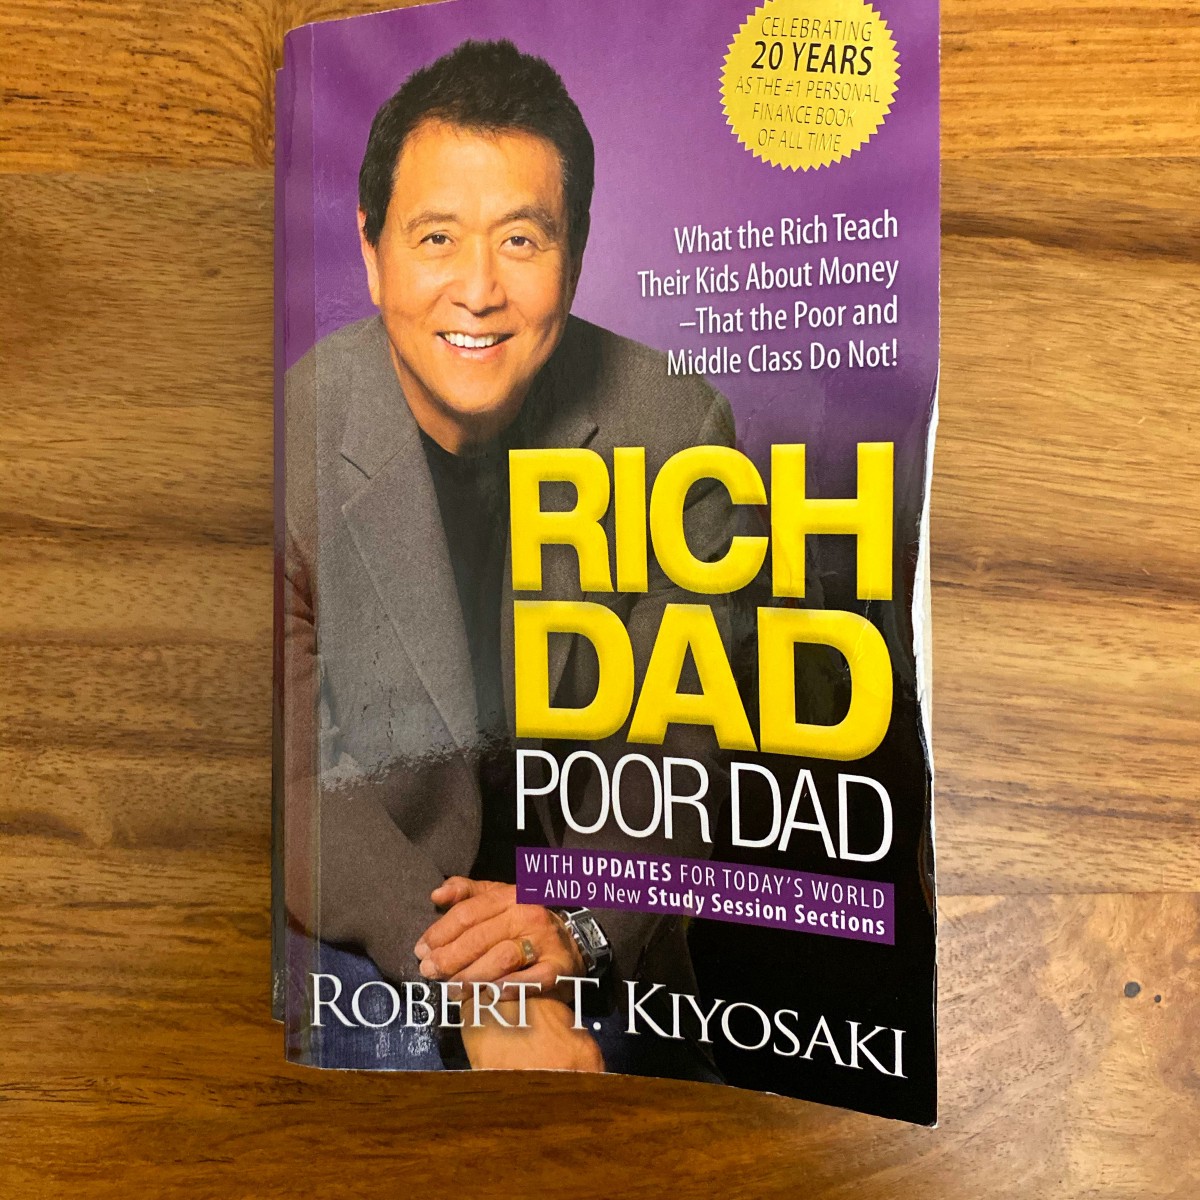 CELEBRATING
20 YEARS
AS THE #1 PERSONAL
FINANCE BOOK
OF ALL TIME
What the Rich Teach
Their Kids About Money
–That the Poor and
Middle Class Do Not!
RICH
DAD
POOR DAD
WITH UPDATES FOR TODAY'S WORLD
– AND 9 New Study Session Sections
ROBERT T. KIYOSAKI